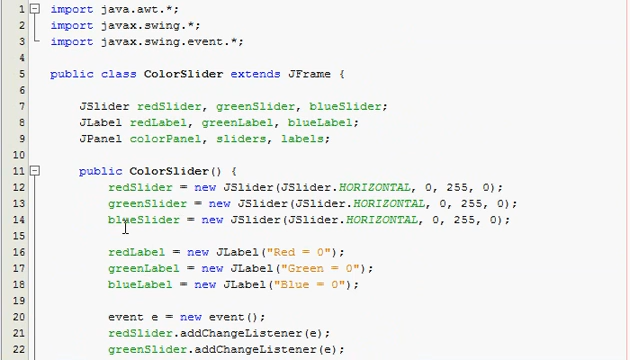 1 import java.awt.*;
2 import javax.swing.*;
3 import javax.swing.event.*;
4
5 public class ColorSlider extends JFrame {
6
7 JSlider redSlider, greenSlider, blueSlider;
8 JLabel redLabel, greenLabel, blueLabel;
9 JPanel colorPanel, sliders, labels;
10
11 public ColorSlider() {
12 redSlider = new JSlider(JSlider.HORIZONTAL, 0, 255, 0);
13 greenSlider = new JSlider(JSlider.HORIZONTAL, 0, 255, 0);
14 blueSlider = new JSlider(JSlider.HORIZONTAL, 0, 255, 0);
15
16 redLabel = new JLabel("Red = 0");
17 greenLabel = new JLabel("Green = 0");
18 blueLabel = new JLabel("Blue = 0");
19
20 event e = new event();
21 redSlider.addChangeListener(e);
22 greenSlider.addChangeListener(e);